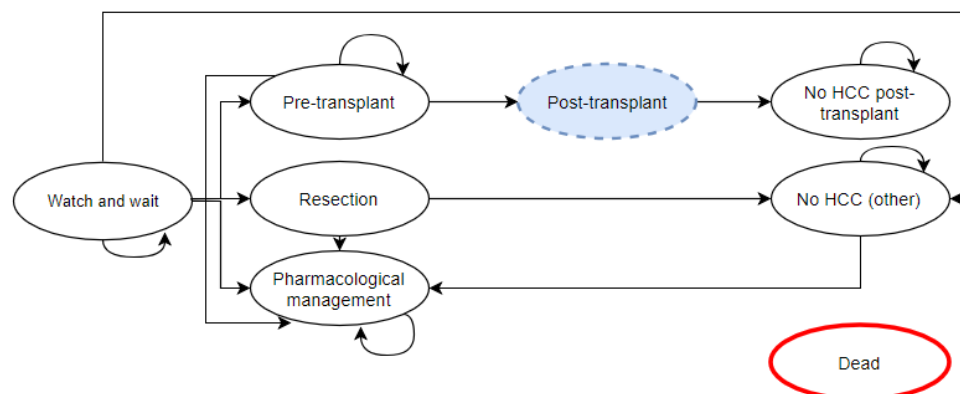 Pre-transplant
Post-transplant
No HCC post-
transplant
Watch and wait
Resection
No HCC (other)
Pharmacological
management
Dead